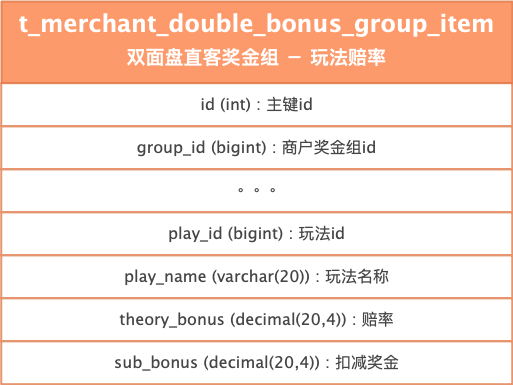 t_merchant_double_bonus_group_item
双面盘直客奖金组 － 玩法赔率
id (int)：主键id
group_id (bigint)：商户奖金组id
。。。
play_id (bigint)：玩法id
play_name (varchar(20))：玩法名称
theory_bonus (decimal(20,4))：赔率
sub_bonus (decimal(20,4))：扣减奖金